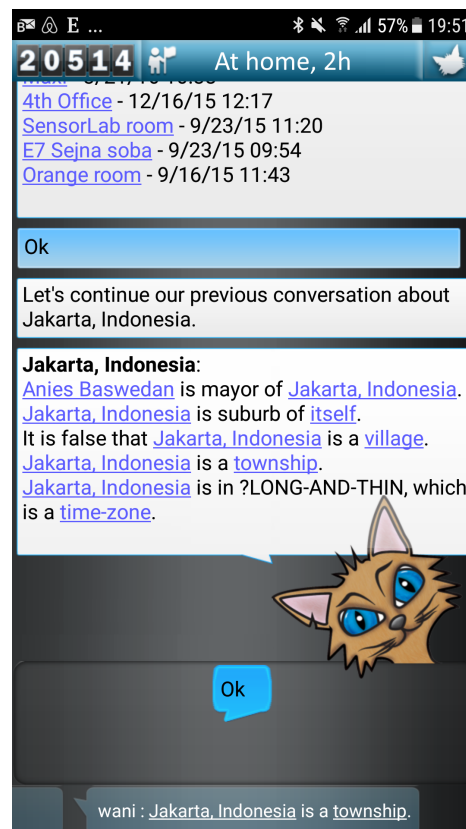 E ... 57% 19:51
20514 At home, 2h
4th Office - 12/16/15 12:17
SensorLab room - 9/23/15 11:20
E7 Sejna soba - 9/23/15 09:54
Orange room - 9/16/15 11:43
Ok
Let's continue our previous conversation about
Jakarta, Indonesia.
Jakarta, Indonesia:
Anies Baswedan is mayor of Jakarta, Indonesia.
Jakarta, Indonesia is suburb of itself.
It is false that Jakarta, Indonesia is a village.
Jakarta, Indonesia is a township.
Jakarta, Indonesia is in ?LONG-AND-THIN, which
is a time-zone.
Ok
wani : Jakarta, Indonesia is a township.